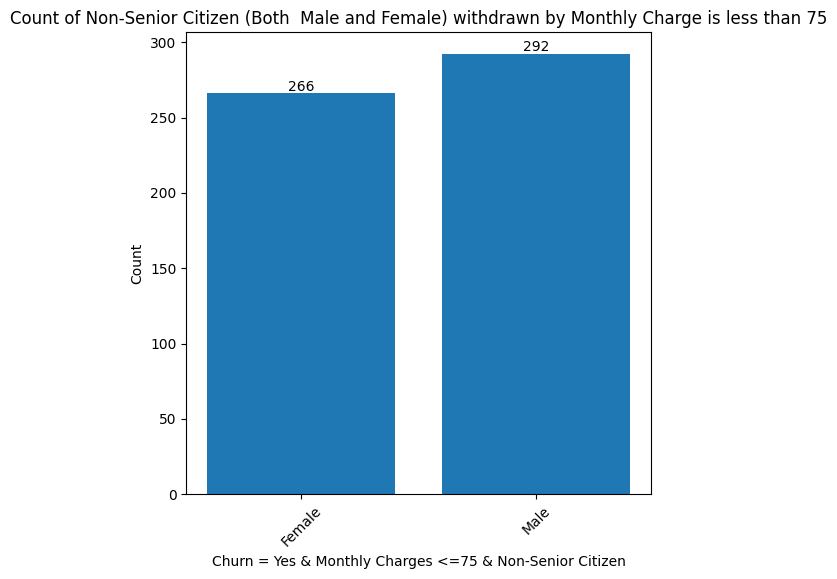 Count of Non-Senior Citizen (Both  Male and Female) withdrawn by Monthly Charge is less than 75
300
250
200
150
100
50
0
Count
266
292
Female
Male
Churn = Yes & Monthly Charges <=75 & Non-Senior Citizen